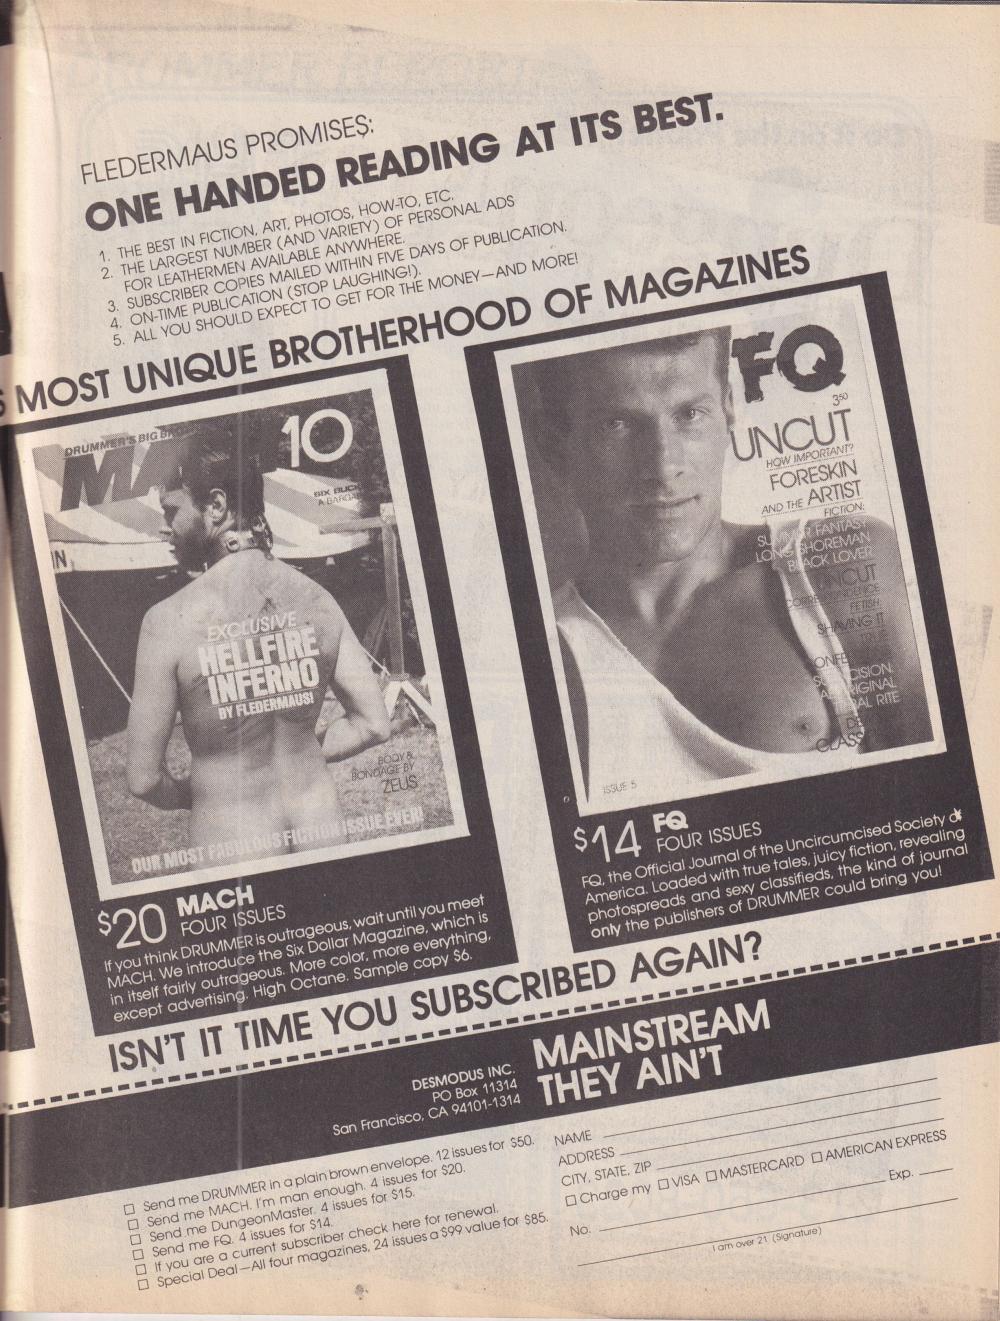 FLEDERMAUS PROMISES:
ONE HANDED READING AT ITS BEST.
1. THE BEST IN FICTION, ART, PHOTOS, HOW-TO, ETC.
2. THE LARGEST NUMBER (AND VARIETY) OF PERSONAL ADS
FOR LEATHERMEN AVAILABLE ANYWHERE.
3. SUBSCRIBER COPIES MAILED WITHIN FIVE DAYS OF PUBLICATION.
4. ON-TIME PUBLICATION (STOP LAUGHING!).
5. ALL YOU SHOULD EXPECT TO GET FOR THE MONEY—AND MORE!
S MOST UNIQUE BROTHERHOOD OF MAGAZINES
DRUMMER'S BIG
10
SIX BUCK
A BARGA
IN
EXCLUSIVE
HELLFIRE
INFERNO
BY FLEDERMAUS!
BODY &
BONDAGE BY
ZEUS
OUR MOST FABULOUS FICTION ISSUE EVER!
$20 MACH
FOUR ISSUES
If you think DRUMMER is outrageous, wait until you meet
MACH. We introduce the Six Dollar Magazine, which is
in itself fairly outrageous. More color, more everything,
except advertising. High Octane. Sample copy $6.
FQ
350
UNCUT
HOW IMPORTANT?
FORESKIN
AND THE ARTIST
FICTION:
FANTASY
LONGSHOREMAN
BLACK LOVER
UNCUT
CORRESPONDENCE
FETISH:
SHAVING IT
TRUE
RITE
CLASS
ISSUE 5
$14 FQ
FOUR ISSUES
FQ, the Official Journal of the Uncircumcised Society of
America. Loaded with true tales, juicy fiction, revealing
photospreads and sexy classifieds, the kind of journal
only the publishers of DRUMMER could bring you!
ISN'T IT TIME YOU SUBSCRIBED AGAIN?
DESMODUS INC.
PO Box 11314
San Francisco, CA 94101-1314
MAINSTREAM
THEY AIN'T
Send me DRUMMER in a plain brown envelope. 12 issues for $50.
Send me MACH. I'm man enough. 4 issues for $20.
Send me DungeonMaster. 4 issues for $15.
Send me FQ. 4 issues for $14.
If you are a current subscriber check here for renewal.
Special Deal—All four magazines, 24 issues a $99 value for $85.
NAME
ADDRESS
CITY, STATE, ZIP
Charge my VISA MASTERCARD AMERICAN EXPRESS
No. Exp.
I am over 21 (Signature)